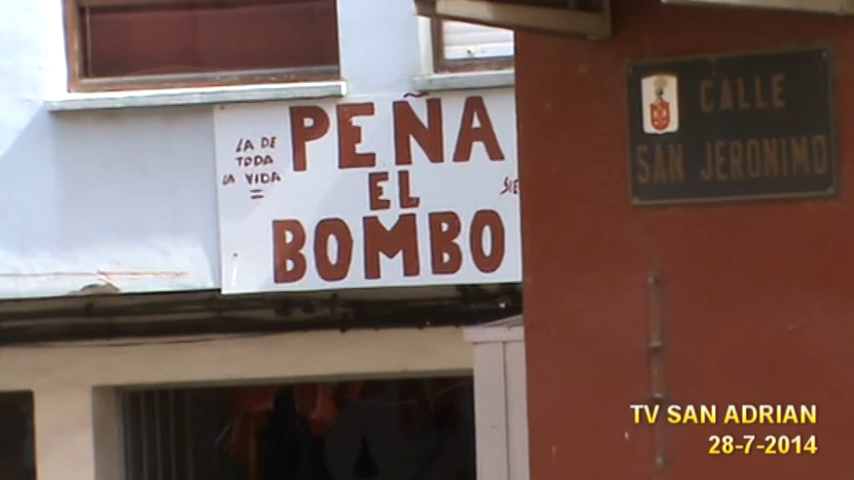 LA DE
TODA
LA VIDA
=
PEÑA
EL
BOMBO
CALLE
SAN JERONIMO
TV SAN ADRIAN
28-7-2014